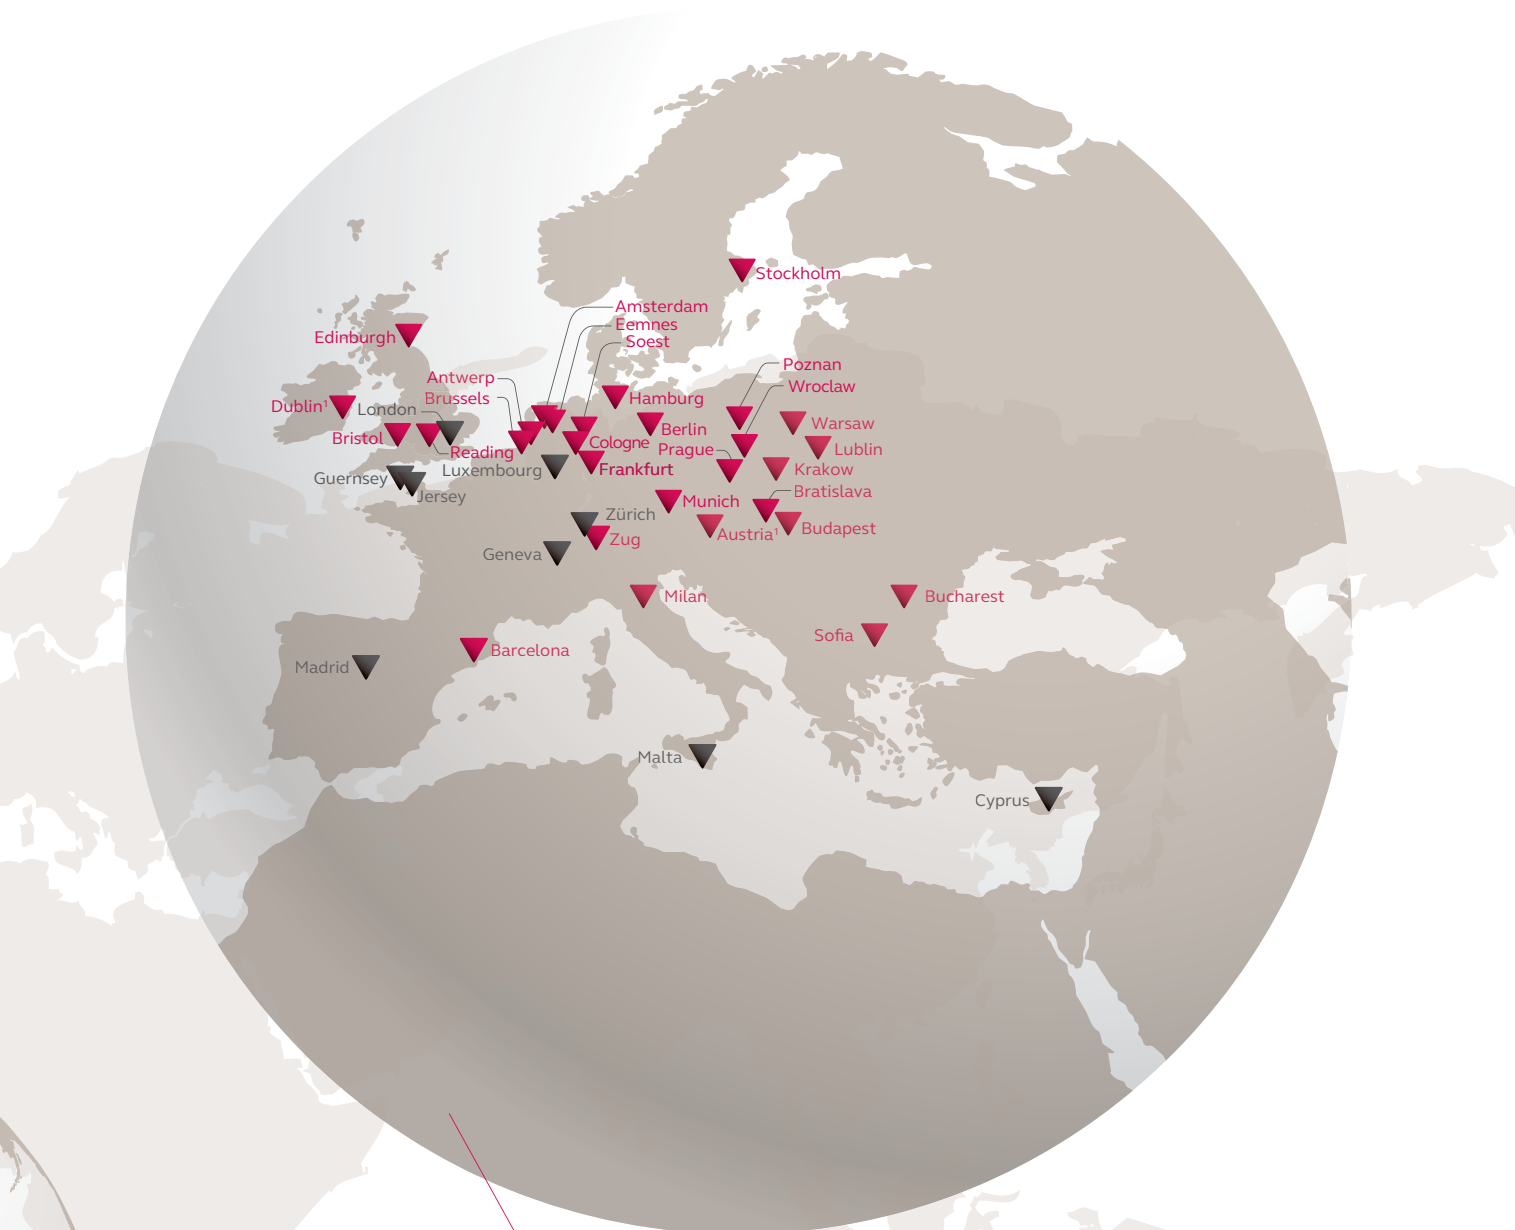 Stockholm
Amsterdam
Eemnes
Soest
Edinburgh
Poznan
Antwerp
Wroclaw
Brussels
Hamburg
Dublin¹
London
Warsaw
Berlin
Bristol
Cologne
Prague
Lublin
Reading
Luxembourg
Frankfurt
Krakow
Guernsey
Jersey
Bratislava
Munich
Zürich
Austria¹
Budapest
Zug
Geneva
Milan
Bucharest
Sofia
Barcelona
Madrid
Malta
Cyprus